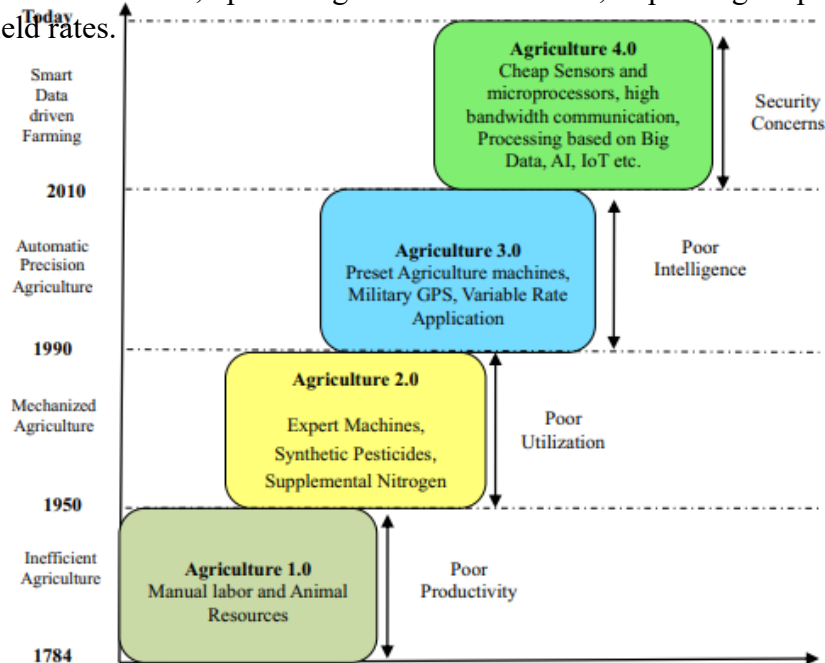 Today
ield rates.
Agriculture 4.0
Cheap Sensors and
microprocessors, high
bandwidth communication,
Processing based on Big
Data, AI, IoT etc.
Smart
Data
driven
Farming
Security
Concerns
2010
Agriculture 3.0
Preset Agriculture machines,
Military GPS, Variable Rate
Application
Automatic
Precision
Agriculture
Poor
Intelligence
1990
Agriculture 2.0
Expert Machines,
Synthetic Pesticides,
Supplemental Nitrogen
Mechanized
Agriculture
Poor
Utilization
1950
Agriculture 1.0
Manual labor and Animal
Resources
Inefficient
Agriculture
Poor
Productivity
1784